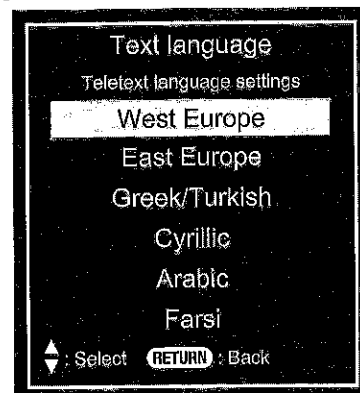 Text language
Teletext language settings
West Europe
East Europe
Greek/Turkish
Cyrillic
Arabic
Farsi
: Select RETURN : Back